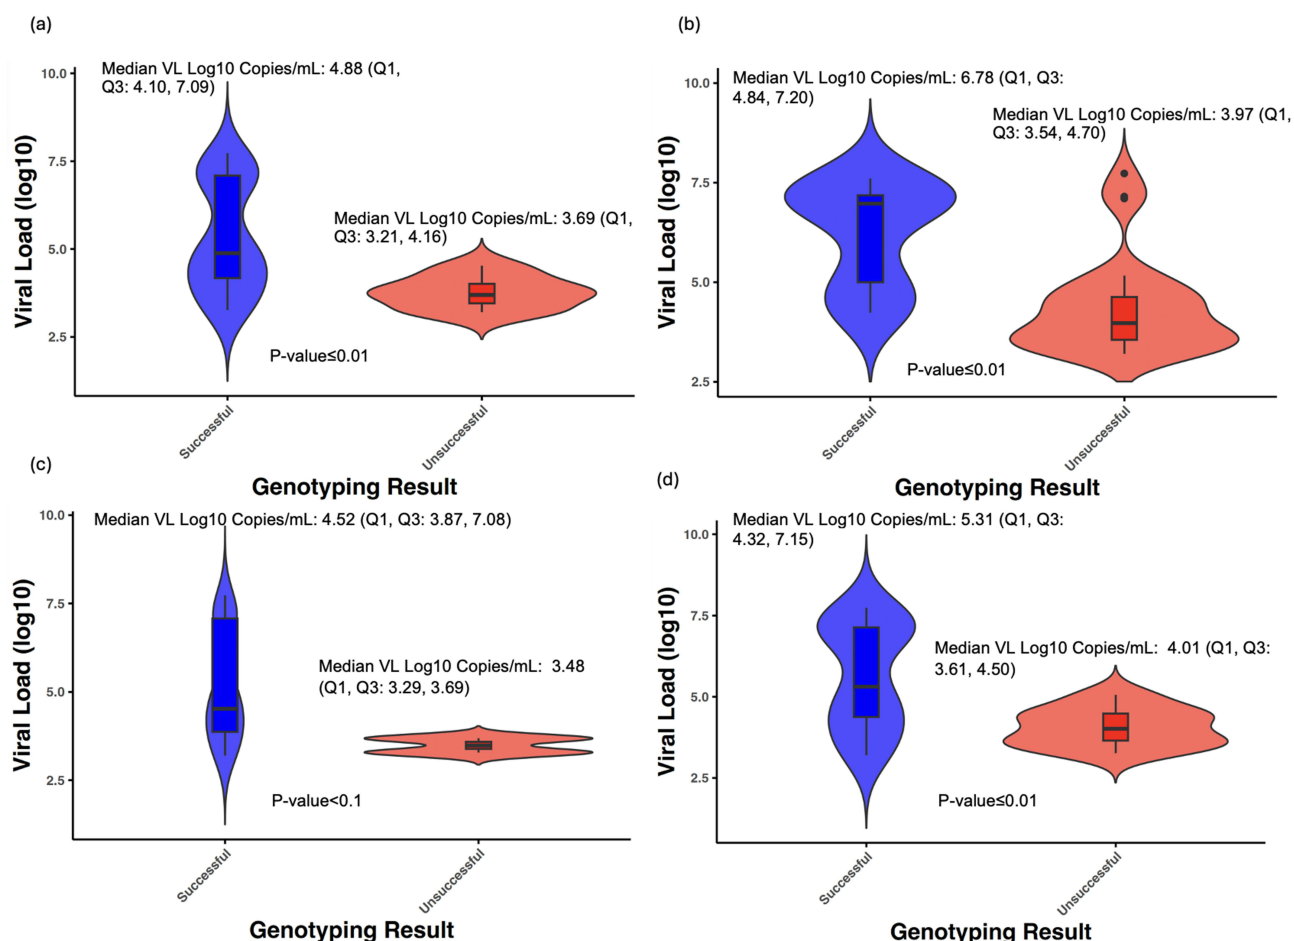 (a)
Median VL Log10 Copies/mL: 4.88 (Q1,
Q3: 4.10, 7.09)
Median VL Log10 Copies/mL: 3.69 (Q1,
Q3: 3.21, 4.16)
P-value≤0.01
Viral Load (log10)
10.0
7.5
5.0
2.5
Successful
Unsuccessful
Genotyping Result
(b)
Median VL Log10 Copies/mL: 6.78 (Q1, Q3:
4.84, 7.20)
Median VL Log10 Copies/mL: 3.97 (Q1,
Q3: 3.54, 4.70)
P-value≤0.01
Viral Load (log10)
10.0
7.5
5.0
2.5
Successful
Unsuccessful
Genotyping Result
(c)
Median VL Log10 Copies/mL: 4.52 (Q1, Q3: 3.87, 7.08)
Median VL Log10 Copies/mL: 3.48
(Q1, Q3: 3.29, 3.69)
P-value<0.1
Viral Load (log10)
10.0
7.5
5.0
2.5
Successful
Unsuccessful
Genotyping Result
(d)
Median VL Log10 Copies/mL: 5.31 (Q1, Q3:
4.32, 7.15)
Median VL Log10 Copies/mL: 4.01 (Q1, Q3:
3.61, 4.50)
P-value≤0.01
Viral Load (log10)
10.0
7.5
5.0
2.5
Successful
Unsuccessful
Genotyping Result